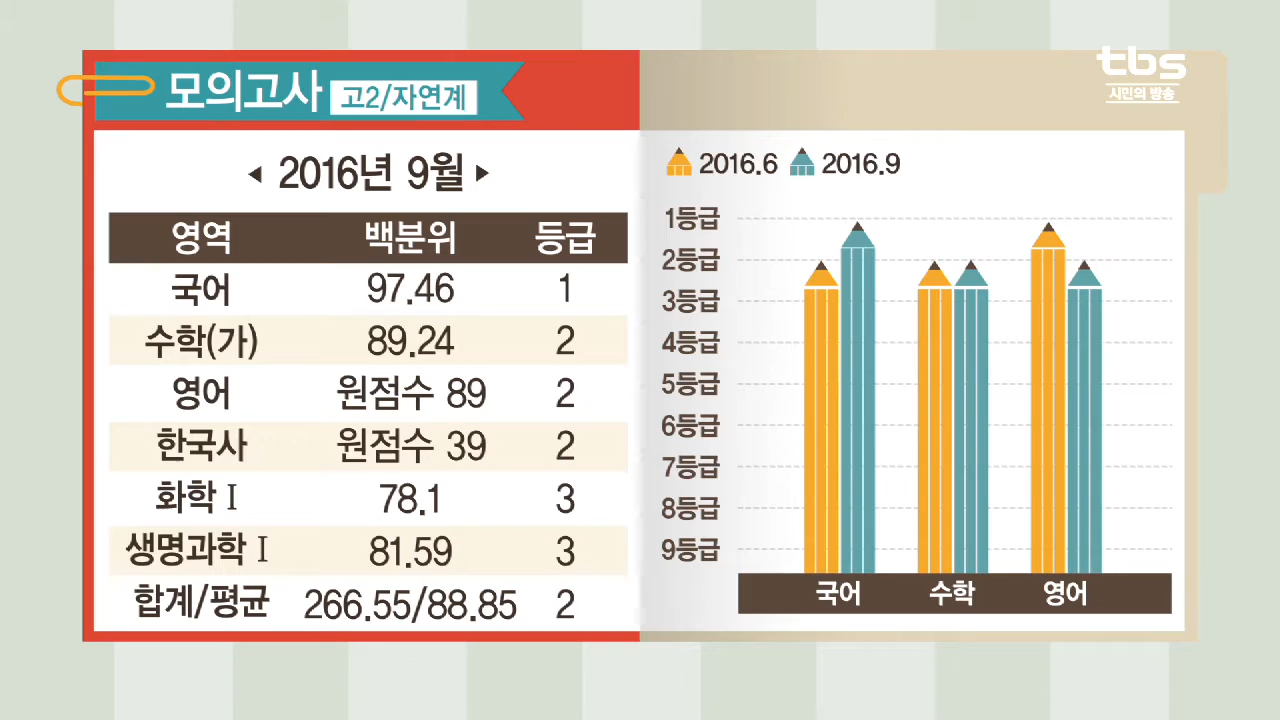 tbs
시민의 방송
모의고사 고2/자연계
◂ 2016년 9월 ▸
영역 백분위 등급
국어 97.46 1
수학(가) 89.24 2
영어 원점수 89 2
한국사 원점수 39 2
화학Ⅰ 78.1 3
생명과학Ⅰ 81.59 3
합계/평균 266.55/88.85 2
2016.6 2016.9
1등급
2등급
3등급
4등급
5등급
6등급
7등급
8등급
9등급
국어 수학 영어